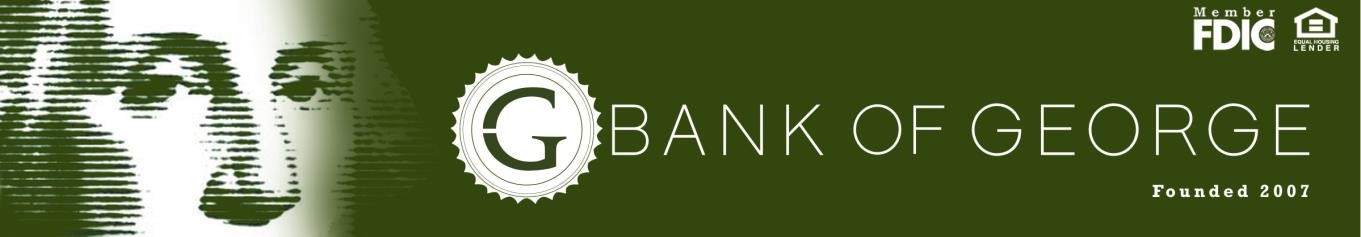 Member
FDIC
EQUAL HOUSING
LENDER
G
BANK OF GEORGE
Founded 2007